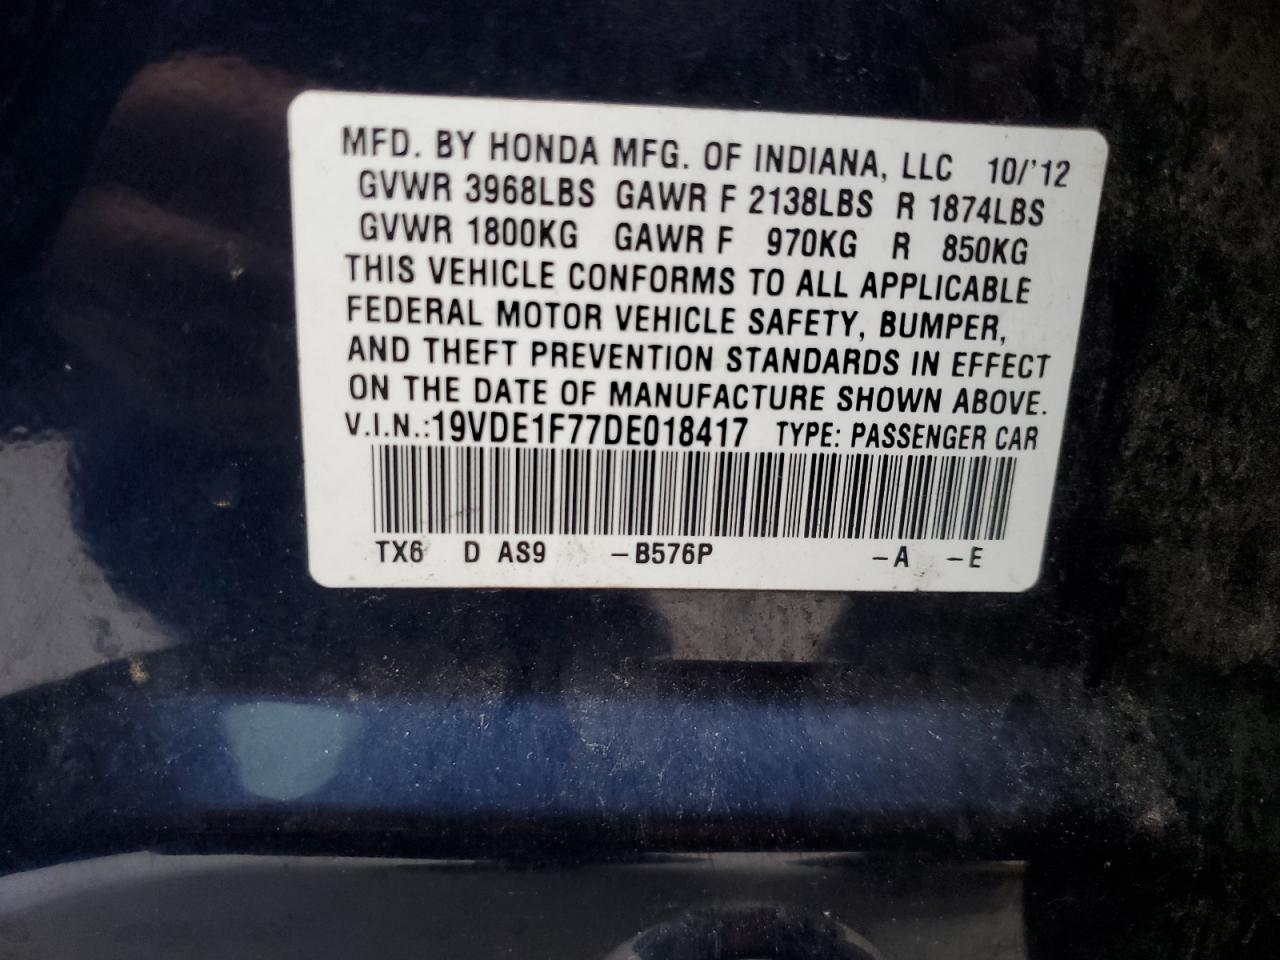 MFD. BY HONDA MFG. OF INDIANA, LLC 10/'12
GVWR 3968LBS GAWR F 2138LBS R 1874LBS
GVWR 1800KG GAWR F 970KG R 850KG
THIS VEHICLE CONFORMS TO ALL APPLICABLE
FEDERAL MOTOR VEHICLE SAFETY, BUMPER,
AND THEFT PREVENTION STANDARDS IN EFFECT
ON THE DATE OF MANUFACTURE SHOWN ABOVE.
V.I.N.:19VDE1F77DE018417 TYPE: PASSENGER CAR
TX6 D AS9 -B576P -A -E